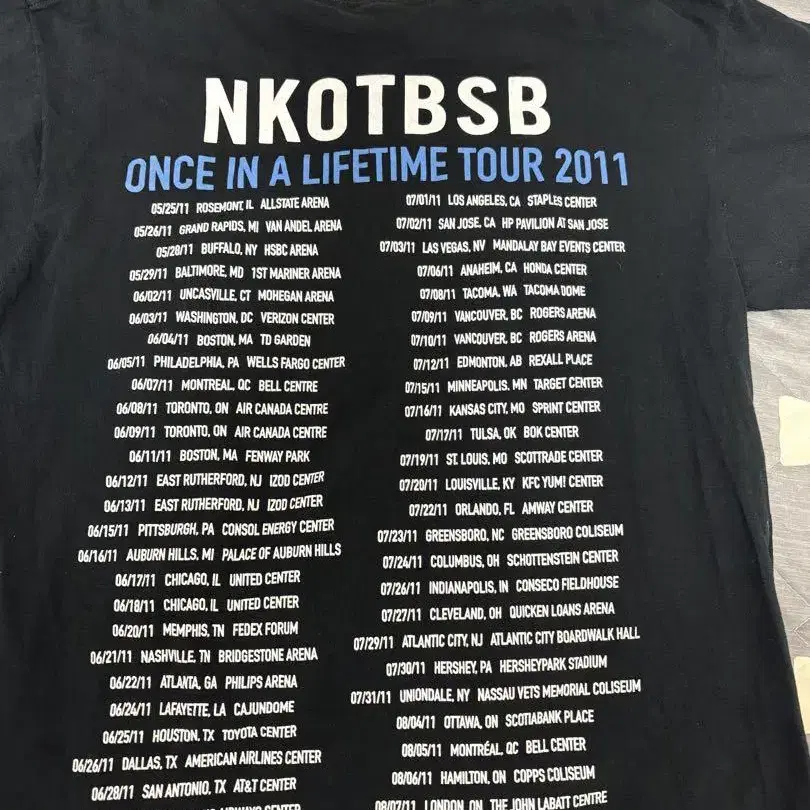 NKOTBSB
ONCE IN A LIFETIME TOUR 2011
05/25/11 ROSEMONT, IL ALLSTATE ARENA
05/26/11 GRAND RAPIDS, MI VAN ANDEL ARENA
05/28/11 BUFFALO, NY HSBC ARENA
05/29/11 BALTIMORE, MD 1ST MARINER ARENA
06/02/11 UNCASVILLE, CT MOHEGAN ARENA
06/03/11 WASHINGTON, DC VERIZON CENTER
06/04/11 BOSTON, MA TD GARDEN
06/05/11 PHILADELPHIA, PA WELLS FARGO CENTER
06/07/11 MONTREAL, QC BELL CENTRE
06/08/11 TORONTO, ON AIR CANADA CENTRE
06/09/11 TORONTO, ON AIR CANADA CENTRE
06/11/11 BOSTON, MA FENWAY PARK
06/12/11 EAST RUTHERFORD, NJ IZOD CENTER
06/13/11 EAST RUTHERFORD, NJ IZOD CENTER
06/15/11 PITTSBURGH, PA CONSOL ENERGY CENTER
06/16/11 AUBURN HILLS, MI PALACE OF AUBURN HILLS
06/17/11 CHICAGO, IL UNITED CENTER
06/18/11 CHICAGO, IL UNITED CENTER
06/20/11 MEMPHIS, TN FEDEX FORUM
06/21/11 NASHVILLE, TN BRIDGESTONE ARENA
06/22/11 ATLANTA, GA PHILIPS ARENA
06/24/11 LAFAYETTE, LA CAJUNDOME
06/25/11 HOUSTON, TX TOYOTA CENTER
06/26/11 DALLAS, TX AMERICAN AIRLINES CENTER
06/28/11 SAN ANTONIO, TX AT&T CENTER
07/01/11 LOS ANGELES, CA STAPLES CENTER
07/02/11 SAN JOSE, CA HP PAVILION AT SAN JOSE
07/03/11 LAS VEGAS, NV MANDALAY BAY EVENTS CENTER
07/06/11 ANAHEIM, CA HONDA CENTER
07/08/11 TACOMA, WA TACOMA DOME
07/09/11 VANCOUVER, BC ROGERS ARENA
07/10/11 VANCOUVER, BC ROGERS ARENA
07/12/11 EDMONTON, AB REXALL PLACE
07/15/11 MINNEAPOLIS, MN TARGET CENTER
07/16/11 KANSAS CITY, MO SPRINT CENTER
07/17/11 TULSA, OK BOK CENTER
07/19/11 ST. LOUIS, MO SCOTTRADE CENTER
07/20/11 LOUISVILLE, KY KFC YUM! CENTER
07/22/11 ORLANDO, FL AMWAY CENTER
07/23/11 GREENSBORO, NC GREENSBORO COLISEUM
07/24/11 COLUMBUS, OH SCHOTTENSTEIN CENTER
07/26/11 INDIANAPOLIS, IN CONSECO FIELDHOUSE
07/27/11 CLEVELAND, OH QUICKEN LOANS ARENA
07/29/11 ATLANTIC CITY, NJ ATLANTIC CITY BOARDWALK HALL
07/30/11 HERSHEY, PA HERSHEYPARK STADIUM
07/31/11 UNIONDALE, NY NASSAU VETS MEMORIAL COLISEUM
08/04/11 OTTAWA, ON SCOTIABANK PLACE
08/05/11 MONTRÉAL, QC BELL CENTER
08/06/11 HAMILTON, ON COPPS COLISEUM
08/07/11 LONDON, ON THE JOHN LABATT CENTRE